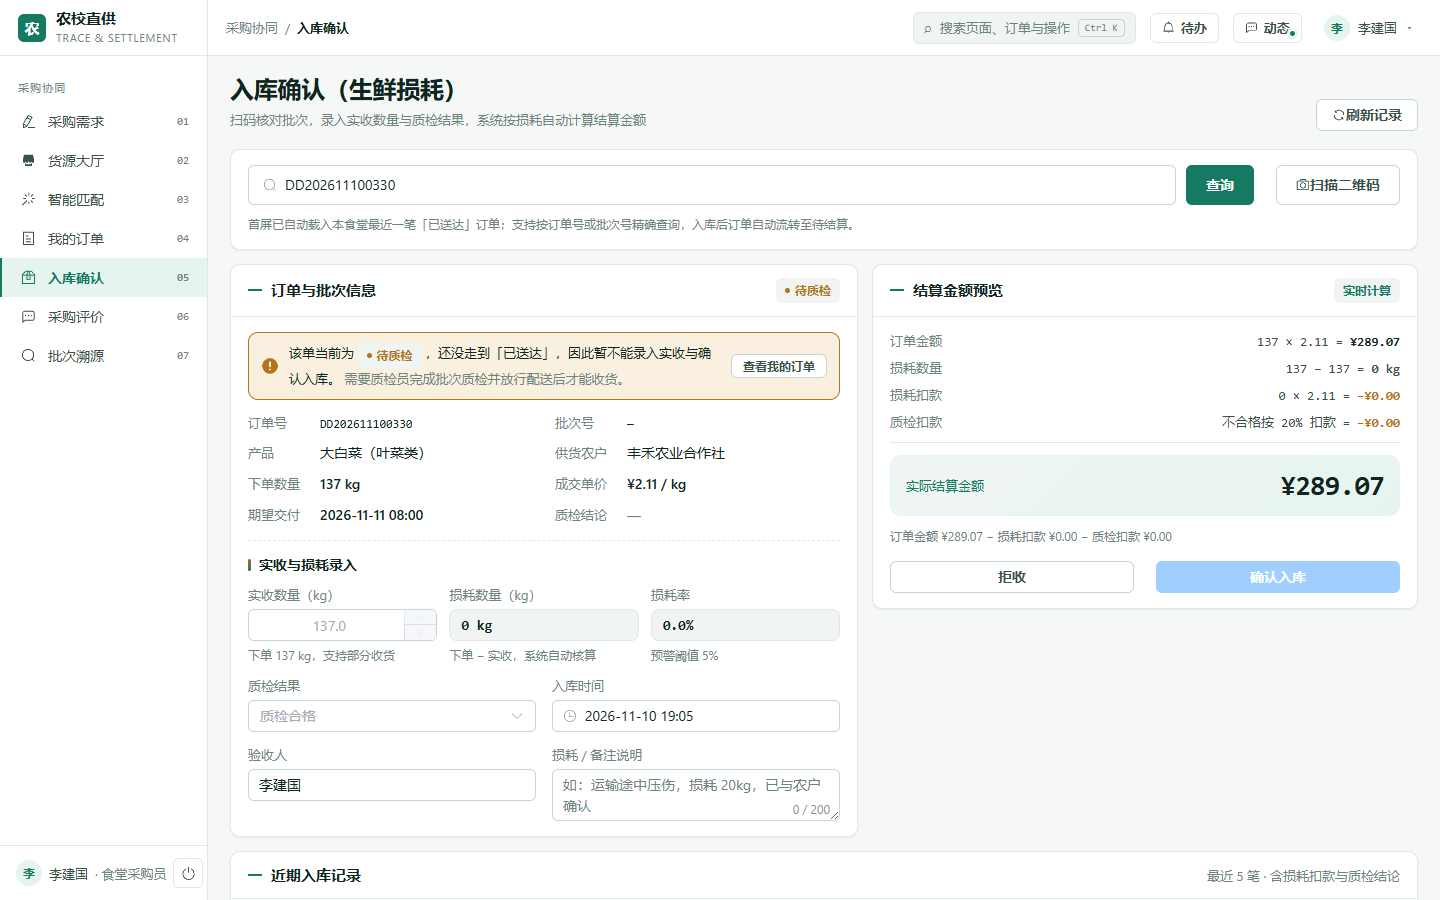 农 农校直供
TRACE & SETTLEMENT
采购协同
采购需求 01
货源大厅 02
智能匹配 03
我的订单 04
入库确认 05
采购评价 06
批次溯源 07
李 李建国 · 食堂采购员
采购协同 / 入库确认
搜索页面、订单与操作 Ctrl K
待办
动态
李 李建国
入库确认（生鲜损耗）
扫码核对批次，录入实收数量与质检结果，系统按损耗自动计算结算金额
刷新记录
DD202611100330
查询
扫描二维码
首屏已自动载入本食堂最近一笔「已送达」订单；支持按订单号或批次号精确查询，入库后订单自动流转至待结算。
订单与批次信息
待质检
该单当前为 待质检 ，还没走到「已送达」，因此暂不能录入实收与确
认入库。 需要质检员完成批次质检并放行配送后才能收货。
查看我的订单
订单号 DD202611100330 批次号 –
产品 大白菜（叶菜类） 供货农户 丰禾农业合作社
下单数量 137 kg 成交单价 ¥2.11 / kg
期望交付 2026-11-11 08:00 质检结论 —
实收与损耗录入
实收数量（kg） 损耗数量（kg） 损耗率
137.0 0 kg 0.0%
下单 137 kg，支持部分收货 下单 − 实收，系统自动核算 预警阈值 5%
质检结果 入库时间
质检合格 2026-11-10 19:05
验收人 损耗 / 备注说明
李建国 如：运输途中压伤，损耗 20kg，已与农户
确认
0 / 200
结算金额预览
实时计算
订单金额 137 × 2.11 = ¥289.07
损耗数量 137 − 137 = 0 kg
损耗扣款 0 × 2.11 = −¥0.00
质检扣款 不合格按 20% 扣款 = −¥0.00
实际结算金额 ¥289.07
订单金额 ¥289.07 − 损耗扣款 ¥0.00 − 质检扣款 ¥0.00
拒收
确认入库
近期入库记录
最近 5 笔 · 含损耗扣款与质检结论